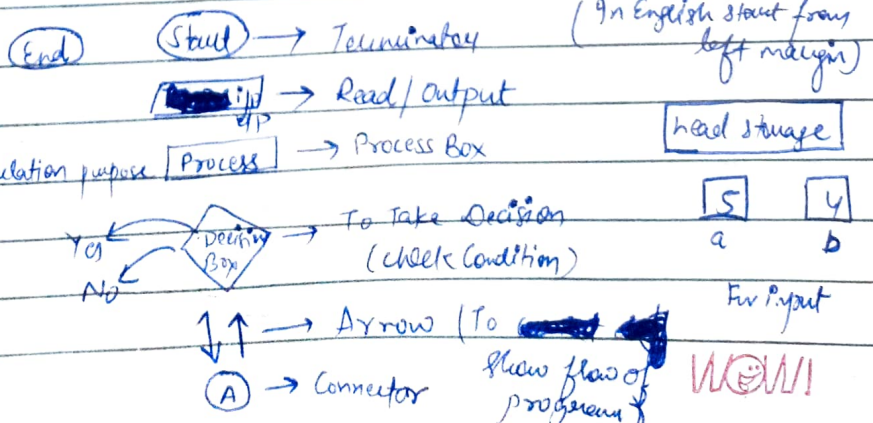 (In English start from
left margin)
End Start → Terminator
i/p → Read/Output
o/p
Process → Process Box
purpose
head storage
Decision
Box
→ To Take Decision
(Check Condition)
Yes
No
5 4
a b
For i.put
→ Arrow (To
Show flow of
program)
A → Connector
WOW!